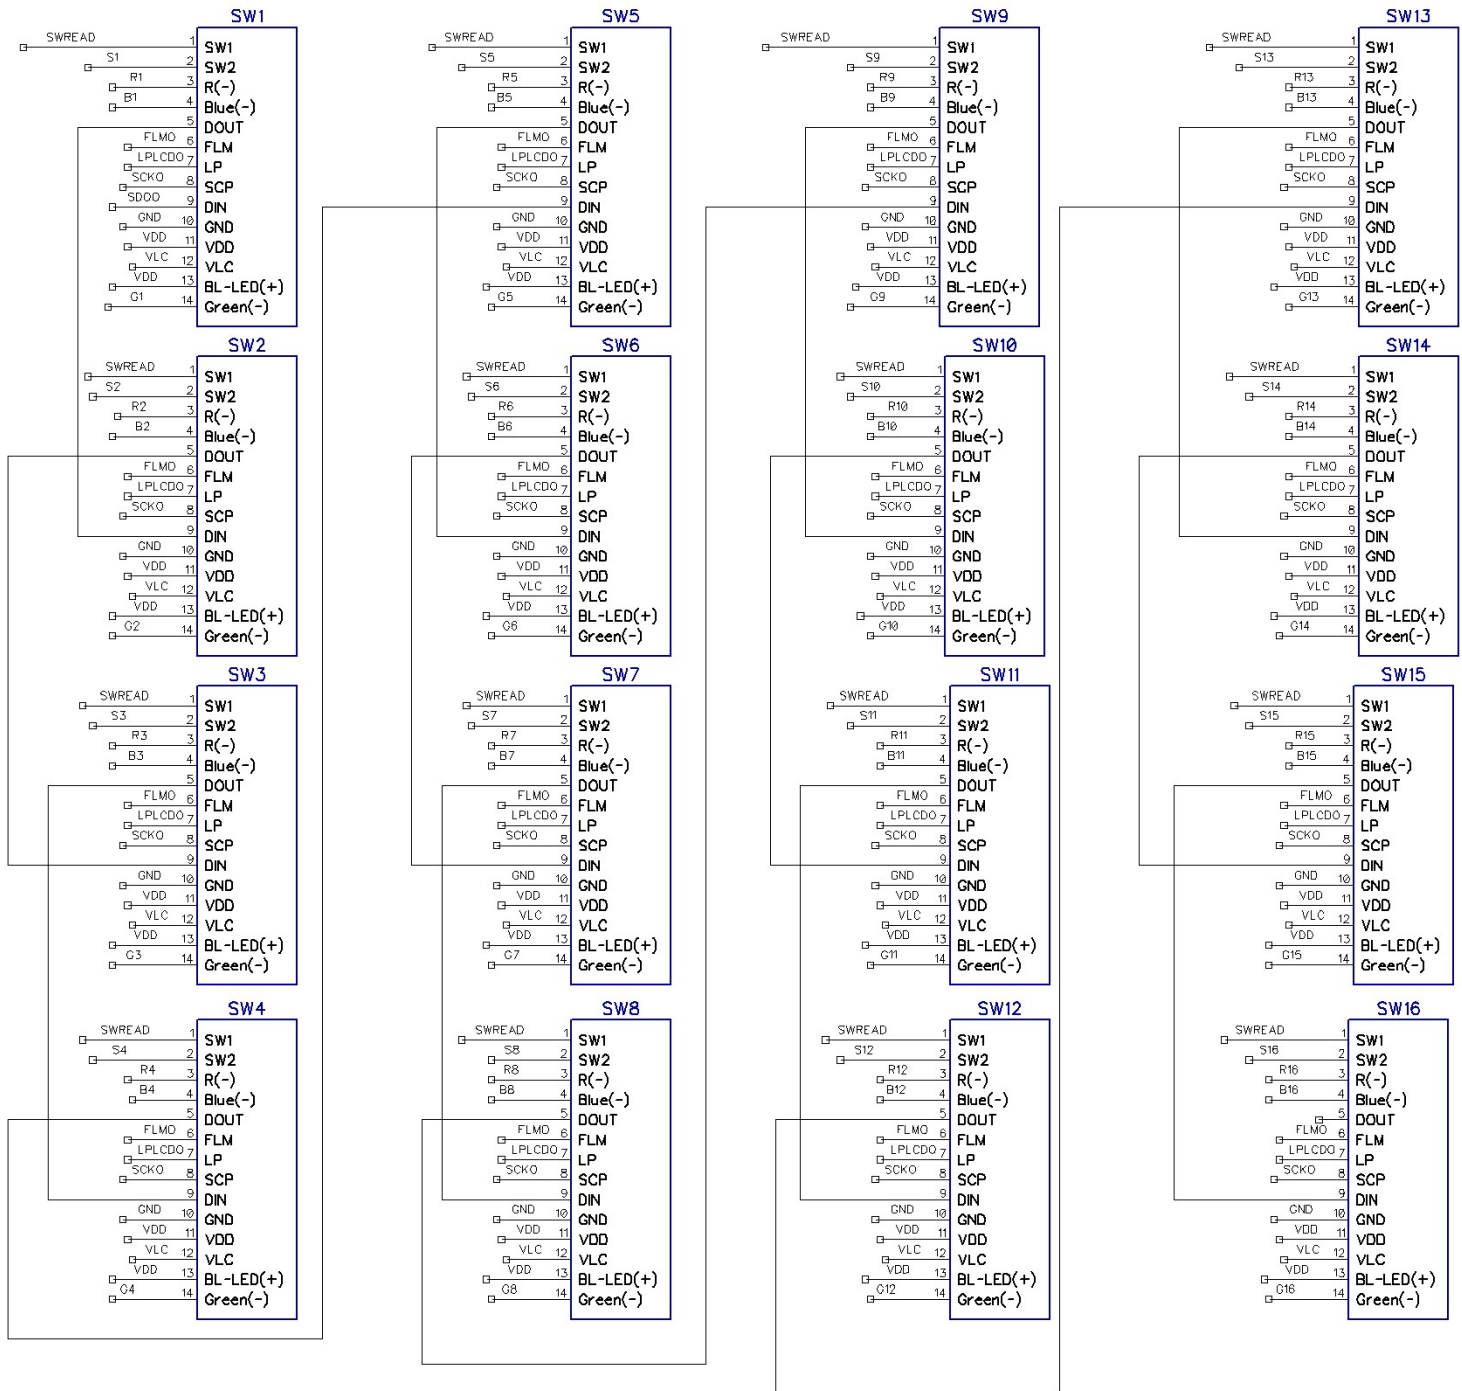 SW1
SWREAD 1 SW1
S1 2 SW2
R1 3 R(-)
B1 4 Blue(-)
5 DOUT
FLMO 6 FLM
LPLCDO 7 LP
SCKO 8 SCP
SDOD 9 DIN
GND 10 GND
VDD 11 VDD
VLC 12 VLC
VDD 13 BL-LED(+)
G1 14 Green(-)
SW2
SWREAD 1 SW1
S2 2 SW2
R2 3 R(-)
B2 4 Blue(-)
5 DOUT
FLMO 6 FLM
LPLCDO 7 LP
SCKO 8 SCP
9 DIN
GND 10 GND
VDD 11 VDD
VLC 12 VLC
VDD 13 BL-LED(+)
G2 14 Green(-)
SW3
SWREAD 1 SW1
S3 2 SW2
R3 3 R(-)
B3 4 Blue(-)
5 DOUT
FLMO 6 FLM
LPLCDO 7 LP
SCKO 8 SCP
9 DIN
GND 10 GND
VDD 11 VDD
VLC 12 VLC
VDD 13 BL-LED(+)
G3 14 Green(-)
SW4
SWREAD 1 SW1
S4 2 SW2
R4 3 R(-)
B4 4 Blue(-)
5 DOUT
FLMO 6 FLM
LPLCDO 7 LP
SCKO 8 SCP
9 DIN
GND 10 GND
VDD 11 VDD
VLC 12 VLC
VDD 13 BL-LED(+)
G4 14 Green(-)
SW5
SWREAD 1 SW1
S5 2 SW2
R5 3 R(-)
B5 4 Blue(-)
5 DOUT
FLMO 6 FLM
LPLCDO 7 LP
SCKO 8 SCP
9 DIN
GND 10 GND
VDD 11 VDD
VLC 12 VLC
VDD 13 BL-LED(+)
G5 14 Green(-)
SW6
SWREAD 1 SW1
S6 2 SW2
R6 3 R(-)
B6 4 Blue(-)
5 DOUT
FLMO 6 FLM
LPLCDO 7 LP
SCKO 8 SCP
9 DIN
GND 10 GND
VDD 11 VDD
VLC 12 VLC
VDD 13 BL-LED(+)
G6 14 Green(-)
SW7
SWREAD 1 SW1
S7 2 SW2
R7 3 R(-)
B7 4 Blue(-)
5 DOUT
FLMO 6 FLM
LPLCDO 7 LP
SCKO 8 SCP
9 DIN
GND 10 GND
VDD 11 VDD
VLC 12 VLC
VDD 13 BL-LED(+)
G7 14 Green(-)
SW8
SWREAD 1 SW1
S8 2 SW2
R8 3 R(-)
B8 4 Blue(-)
5 DOUT
FLMO 6 FLM
LPLCDO 7 LP
SCKO 8 SCP
9 DIN
GND 10 GND
VDD 11 VDD
VLC 12 VLC
VDD 13 BL-LED(+)
G8 14 Green(-)
SW9
SWREAD 1 SW1
S9 2 SW2
R9 3 R(-)
B9 4 Blue(-)
5 DOUT
FLMO 6 FLM
LPLCDO 7 LP
SCKO 8 SCP
9 DIN
GND 10 GND
VDD 11 VDD
VLC 12 VLC
VDD 13 BL-LED(+)
G9 14 Green(-)
SW10
SWREAD 1 SW1
S10 2 SW2
R10 3 R(-)
B10 4 Blue(-)
5 DOUT
FLMO 6 FLM
LPLCDO 7 LP
SCKO 8 SCP
9 DIN
GND 10 GND
VDD 11 VDD
VLC 12 VLC
VDD 13 BL-LED(+)
G10 14 Green(-)
SW11
SWREAD 1 SW1
S11 2 SW2
R11 3 R(-)
B11 4 Blue(-)
5 DOUT
FLMO 6 FLM
LPLCDO 7 LP
SCKO 8 SCP
9 DIN
GND 10 GND
VDD 11 VDD
VLC 12 VLC
VDD 13 BL-LED(+)
G11 14 Green(-)
SW12
SWREAD 1 SW1
S12 2 SW2
R12 3 R(-)
B12 4 Blue(-)
5 DOUT
FLMO 6 FLM
LPLCDO 7 LP
SCKO 8 SCP
9 DIN
GND 10 GND
VDD 11 VDD
VLC 12 VLC
VDD 13 BL-LED(+)
G12 14 Green(-)
SW13
SWREAD 1 SW1
S13 2 SW2
R13 3 R(-)
B13 4 Blue(-)
5 DOUT
FLMO 6 FLM
LPLCDO 7 LP
SCKO 8 SCP
9 DIN
GND 10 GND
VDD 11 VDD
VLC 12 VLC
VDD 13 BL-LED(+)
G13 14 Green(-)
SW14
SWREAD 1 SW1
S14 2 SW2
R14 3 R(-)
B14 4 Blue(-)
5 DOUT
FLMO 6 FLM
LPLCDO 7 LP
SCKO 8 SCP
9 DIN
GND 10 GND
VDD 11 VDD
VLC 12 VLC
VDD 13 BL-LED(+)
G14 14 Green(-)
SW15
SWREAD 1 SW1
S15 2 SW2
R15 3 R(-)
B15 4 Blue(-)
5 DOUT
FLMO 6 FLM
LPLCDO 7 LP
SCKO 8 SCP
9 DIN
GND 10 GND
VDD 11 VDD
VLC 12 VLC
VDD 13 BL-LED(+)
G15 14 Green(-)
SW16
SWREAD 1 SW1
S16 2 SW2
R16 3 R(-)
B16 4 Blue(-)
5 DOUT
FLMO 6 FLM
LPLCDO 7 LP
SCKO 8 SCP
9 DIN
GND 10 GND
VDD 11 VDD
VLC 12 VLC
VDD 13 BL-LED(+)
G16 14 Green(-)